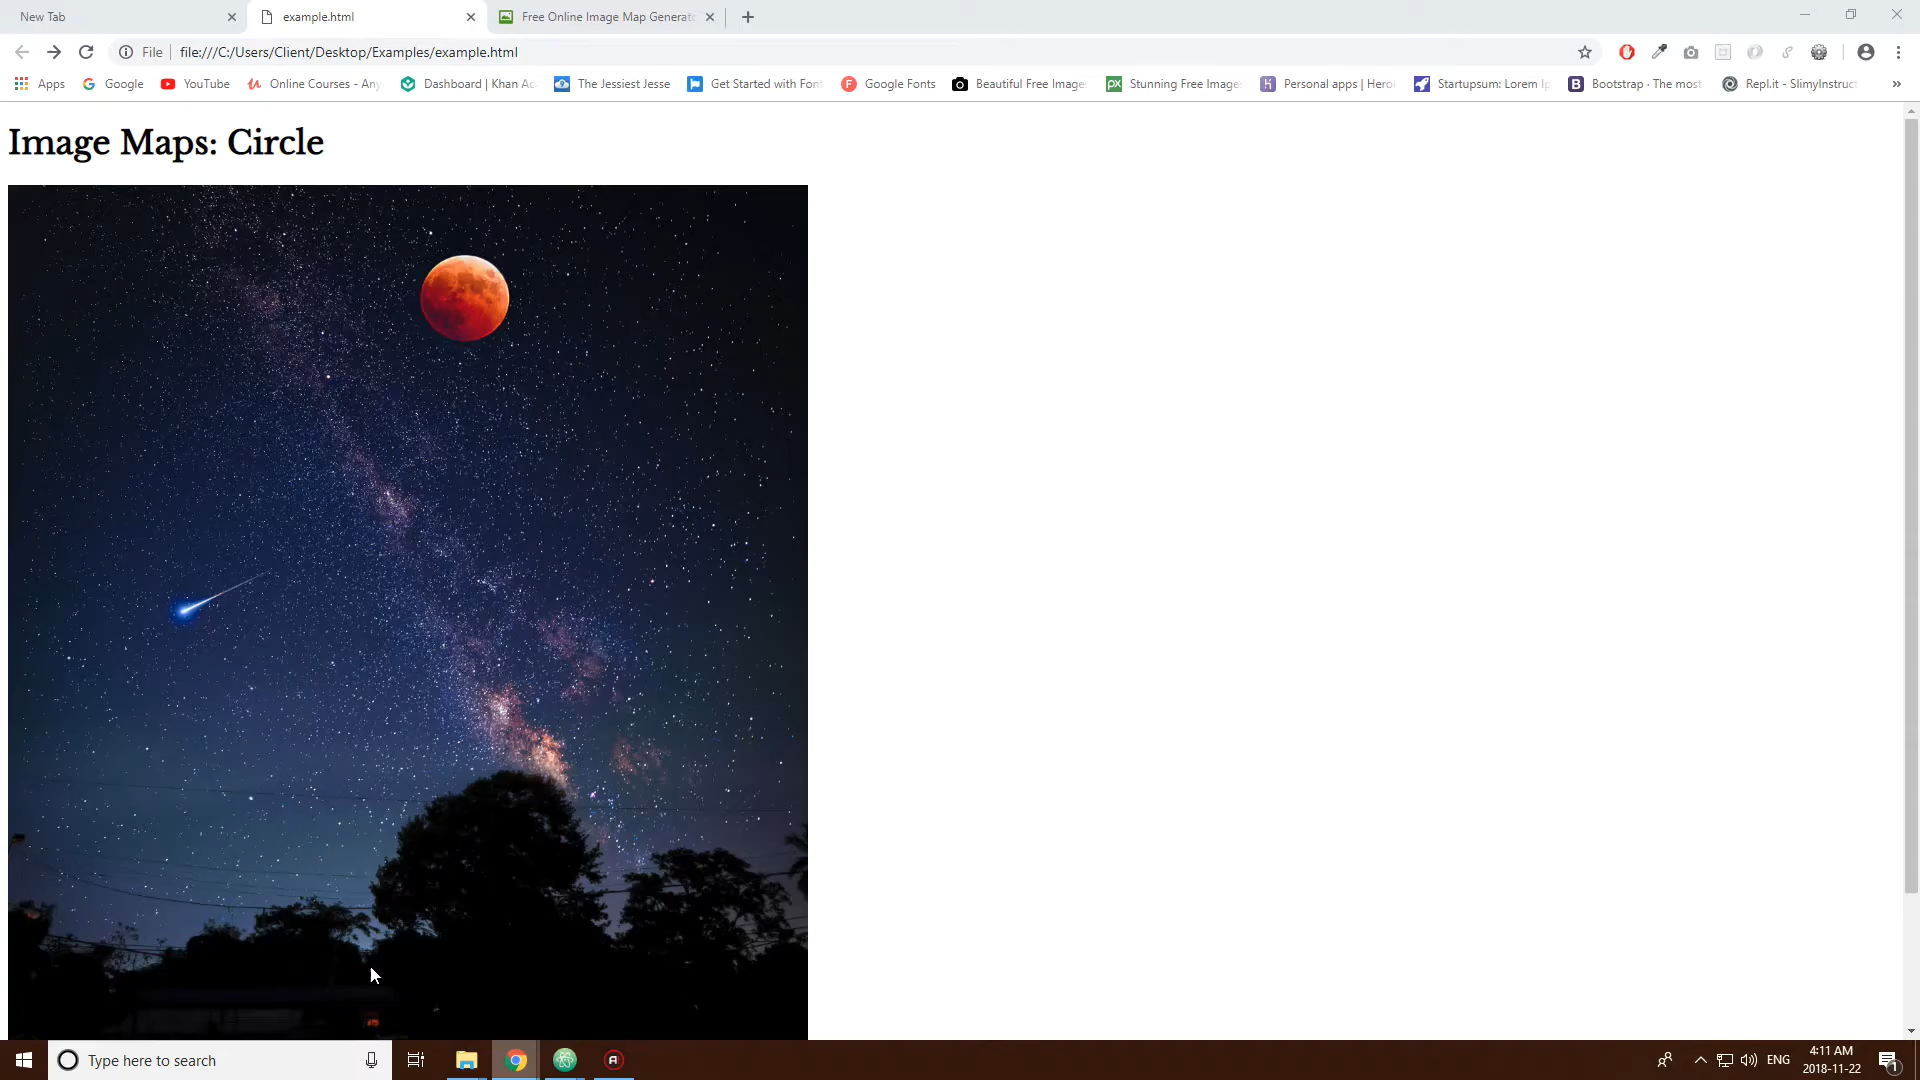 New Tab
example.html
Free Online Image Map Generat
File
file:///C:/Users/Client/Desktop/Examples/example.html
Apps
Google
YouTube
Online Courses - Any
Dashboard | Khan Ac
The Jessiest Jesse
Get Started with Font
Google Fonts
Beautiful Free Image
Stunning Free Image
Personal apps | Hero
Startupsum: Lorem Ip
Bootstrap · The most
Repl.it - SlimyInstruct
Image Maps: Circle
Type here to search
ENG
4:11 AM
2018-11-22
1